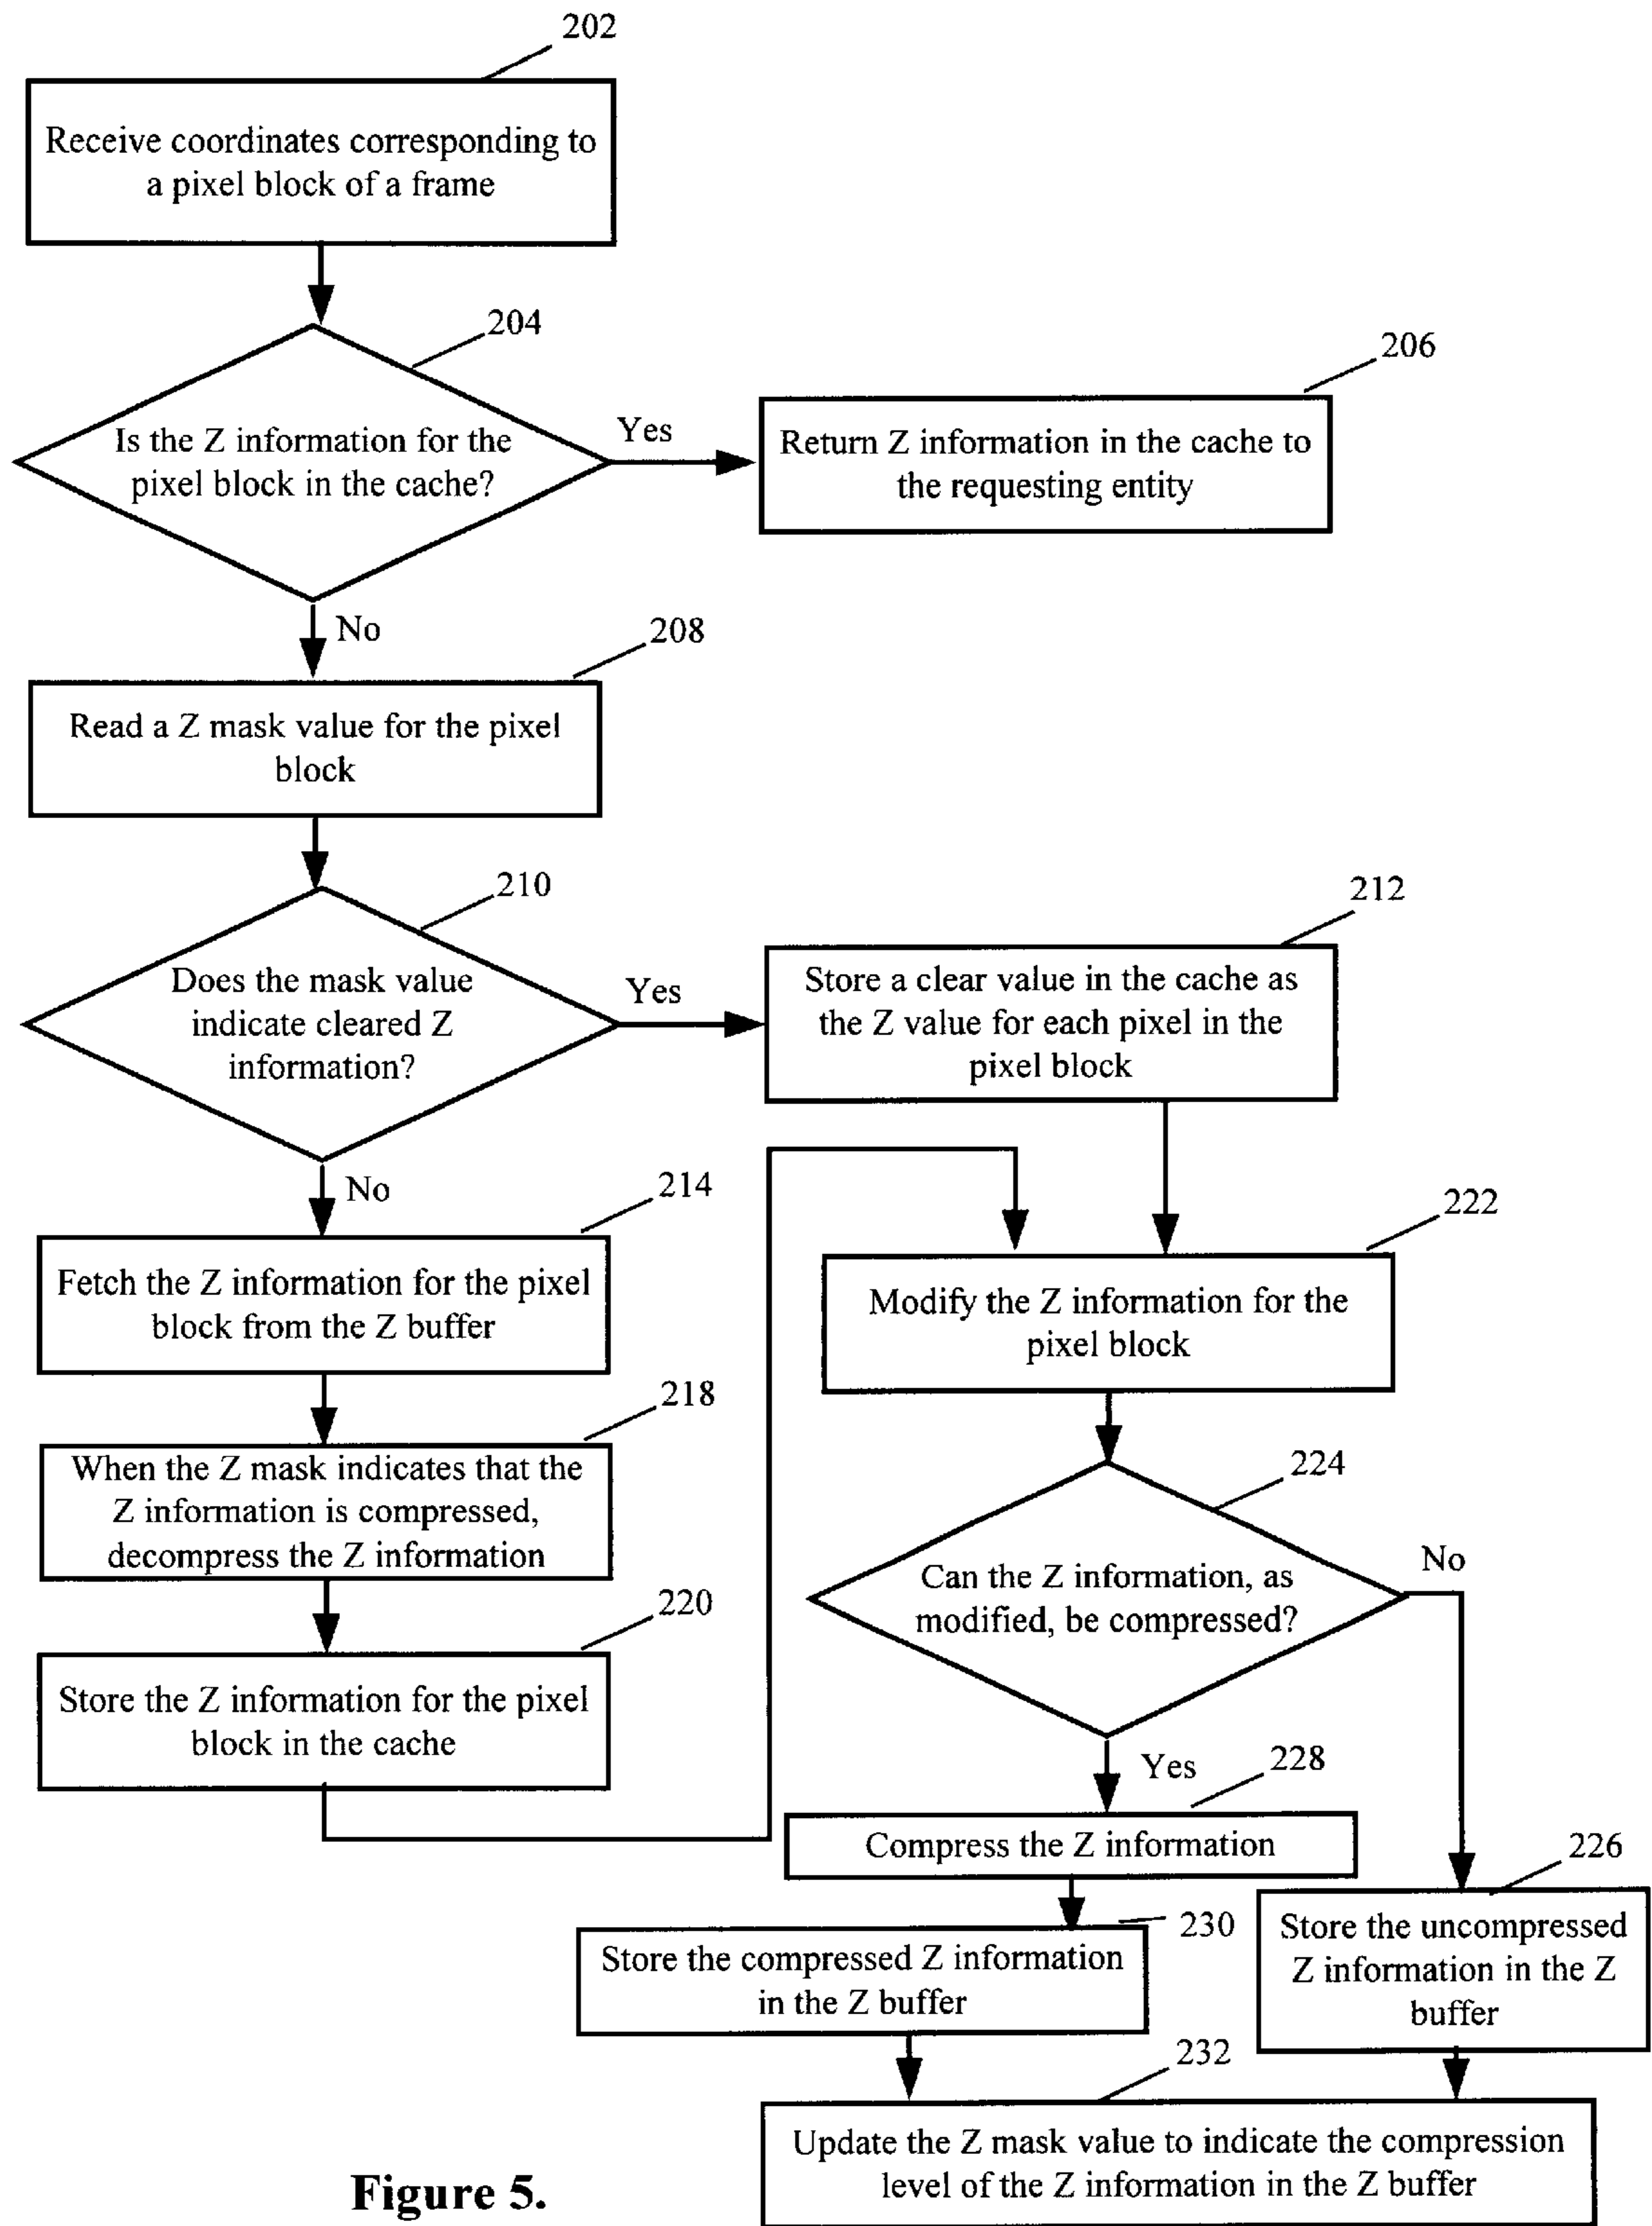 202
Receive coordinates corresponding to
a pixel block of a frame
204
Is the Z information for the
pixel block in the cache?
Yes
206
Return Z information in the cache to
the requesting entity
No
208
Read a Z mask value for the pixel
block
210
Does the mask value
indicate cleared Z
information?
Yes
212
Store a clear value in the cache as
the Z value for each pixel in the
pixel block
No
214
Fetch the Z information for the pixel
block from the Z buffer
218
When the Z mask indicates that the
Z information is compressed,
decompress the Z information
220
Store the Z information for the pixel
block in the cache
222
Modify the Z information for the
pixel block
224
Can the Z information, as
modified, be compressed?
No
Yes
228
Compress the Z information
226
Store the uncompressed
Z information in the Z
buffer
230
Store the compressed Z information
in the Z buffer
232
Update the Z mask value to indicate the compression
level of the Z information in the Z buffer
Figure 5.